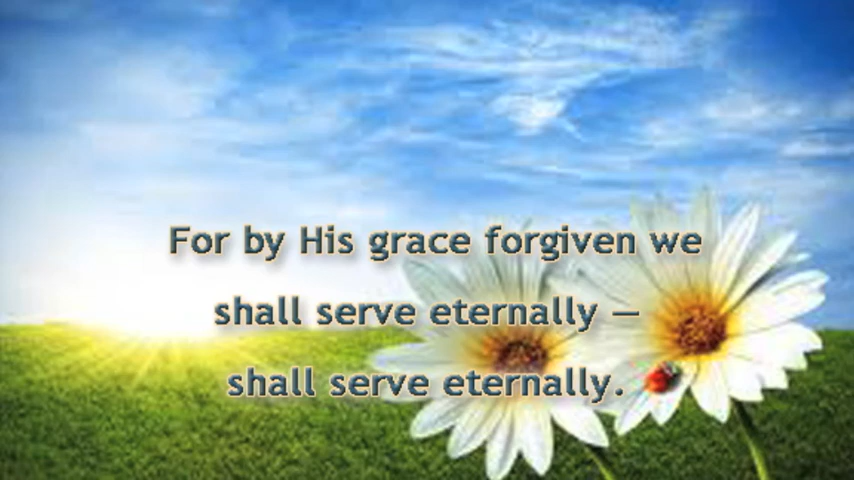 For by His grace forgiven we
shall serve eternally —
shall serve eternally.